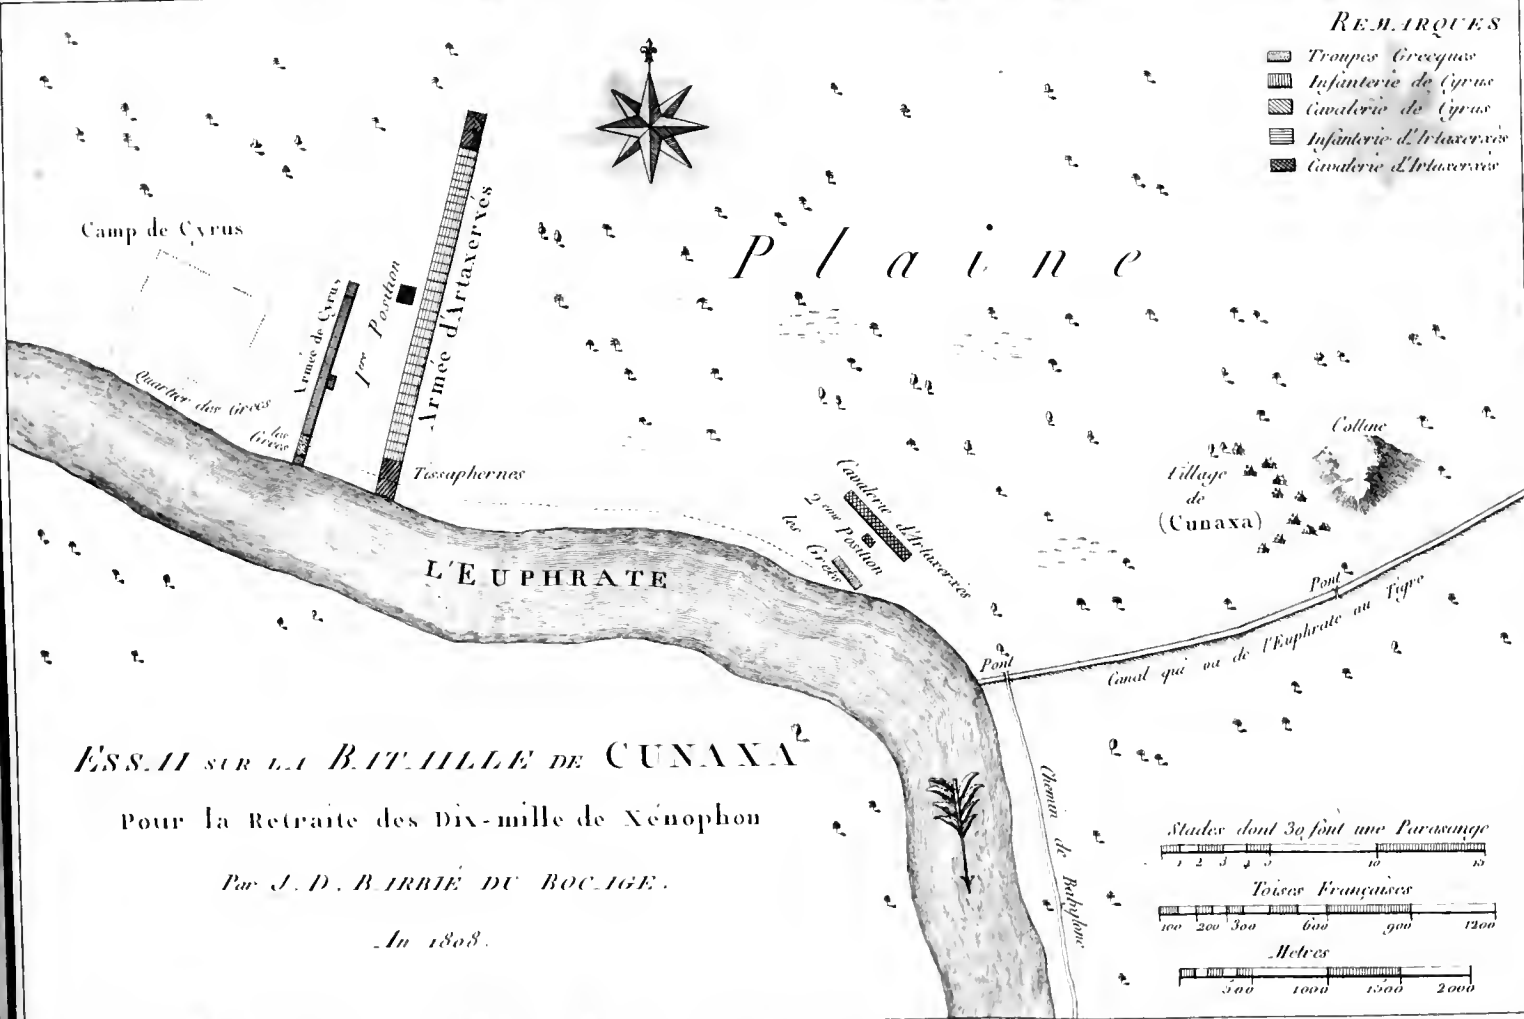 REMARQUES
Troupes Grecques
Infanterie de Cyrus
Cavalerie de Cyrus
Infanterie d'Artaxerxès
Cavalerie d'Artaxerxès
Camp de Cyrus
Armée de Cyrus
1ere Position
Armée d'Artaxerxés
Plaine
Quartier des Grecs
les Grecs
Tissaphernes
Colline
Village
de
(Cunaxa)
Cavalerie d'Artaxerxès
2eme Position
les Grecs
L'EUPHRATE
Pont
Pont
Canal qui va de l'Euphrate au Tigre
Chemin de Babylone
ESSAI SUR LA BATAILLE DE CUNAXA
Pour la Retraite des Dix-mille de Xénophon
Par J. D. BARBIÉ DU BOCAGE.
An 1808.
Stades dont 30 font une Parasange
1 2 3 4 5 10 15
Toises Françaises
100 200 300 600 900 1200
Metres
500 1000 1500 2000